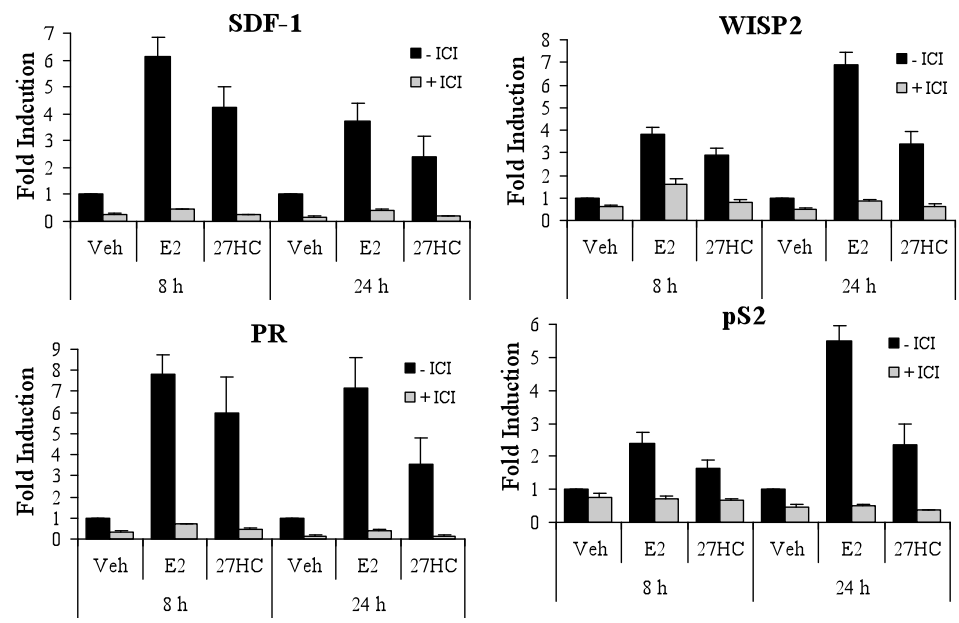 SDF-1
Fold Indcution
7
6
5
4
3
2
1
0
- ICI
+ ICI
Veh E2 27HC Veh E2 27HC
8 h 24 h
WISP2
Fold Induction
8
7
6
5
4
3
2
1
0
- ICI
+ ICI
Veh E2 27HC Veh E2 27HC
8 h 24 h
PR
Fold Induction
9
8
7
6
5
4
3
2
1
0
- ICI
+ ICI
Veh E2 27HC Veh E2 27HC
8 h 24 h
pS2
Fold Induction
6
5
4
3
2
1
0
- ICI
+ ICI
Veh E2 27HC Veh E2 27HC
8 h 24 h